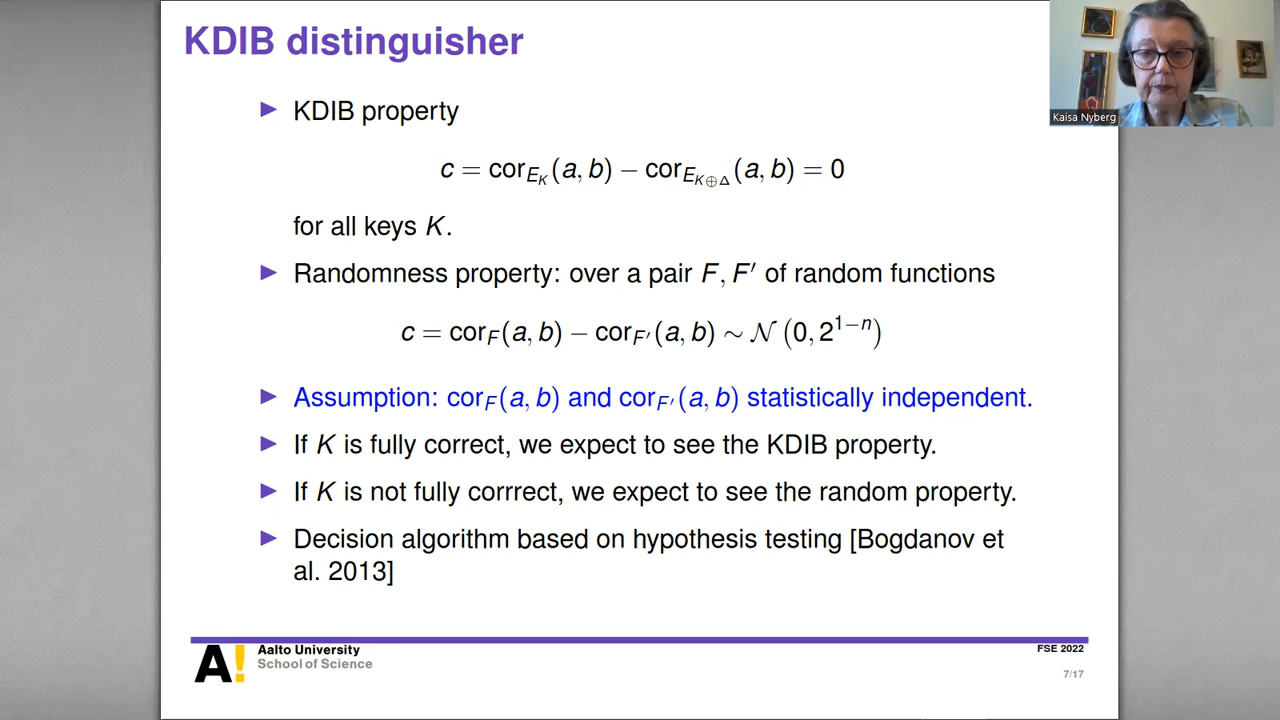 KDIB distinguisher
▶ KDIB property
c = cor_{E_K}(a, b) − cor_{E_{K⊕Δ}}(a, b) = 0
for all keys K.
▶ Randomness property: over a pair F, F′ of random functions
c = cor_F(a, b) − cor_{F′}(a, b) ∼ 𝒩 (0, 2^{1−n})
▶ Assumption: cor_F(a, b) and cor_{F′}(a, b) statistically independent.
▶ If K is fully correct, we expect to see the KDIB property.
▶ If K is not fully corrrect, we expect to see the random property.
▶ Decision algorithm based on hypothesis testing [Bogdanov et
al. 2013]
Kaisa Nyberg
A!
Aalto University
School of Science
FSE 2022
7/17